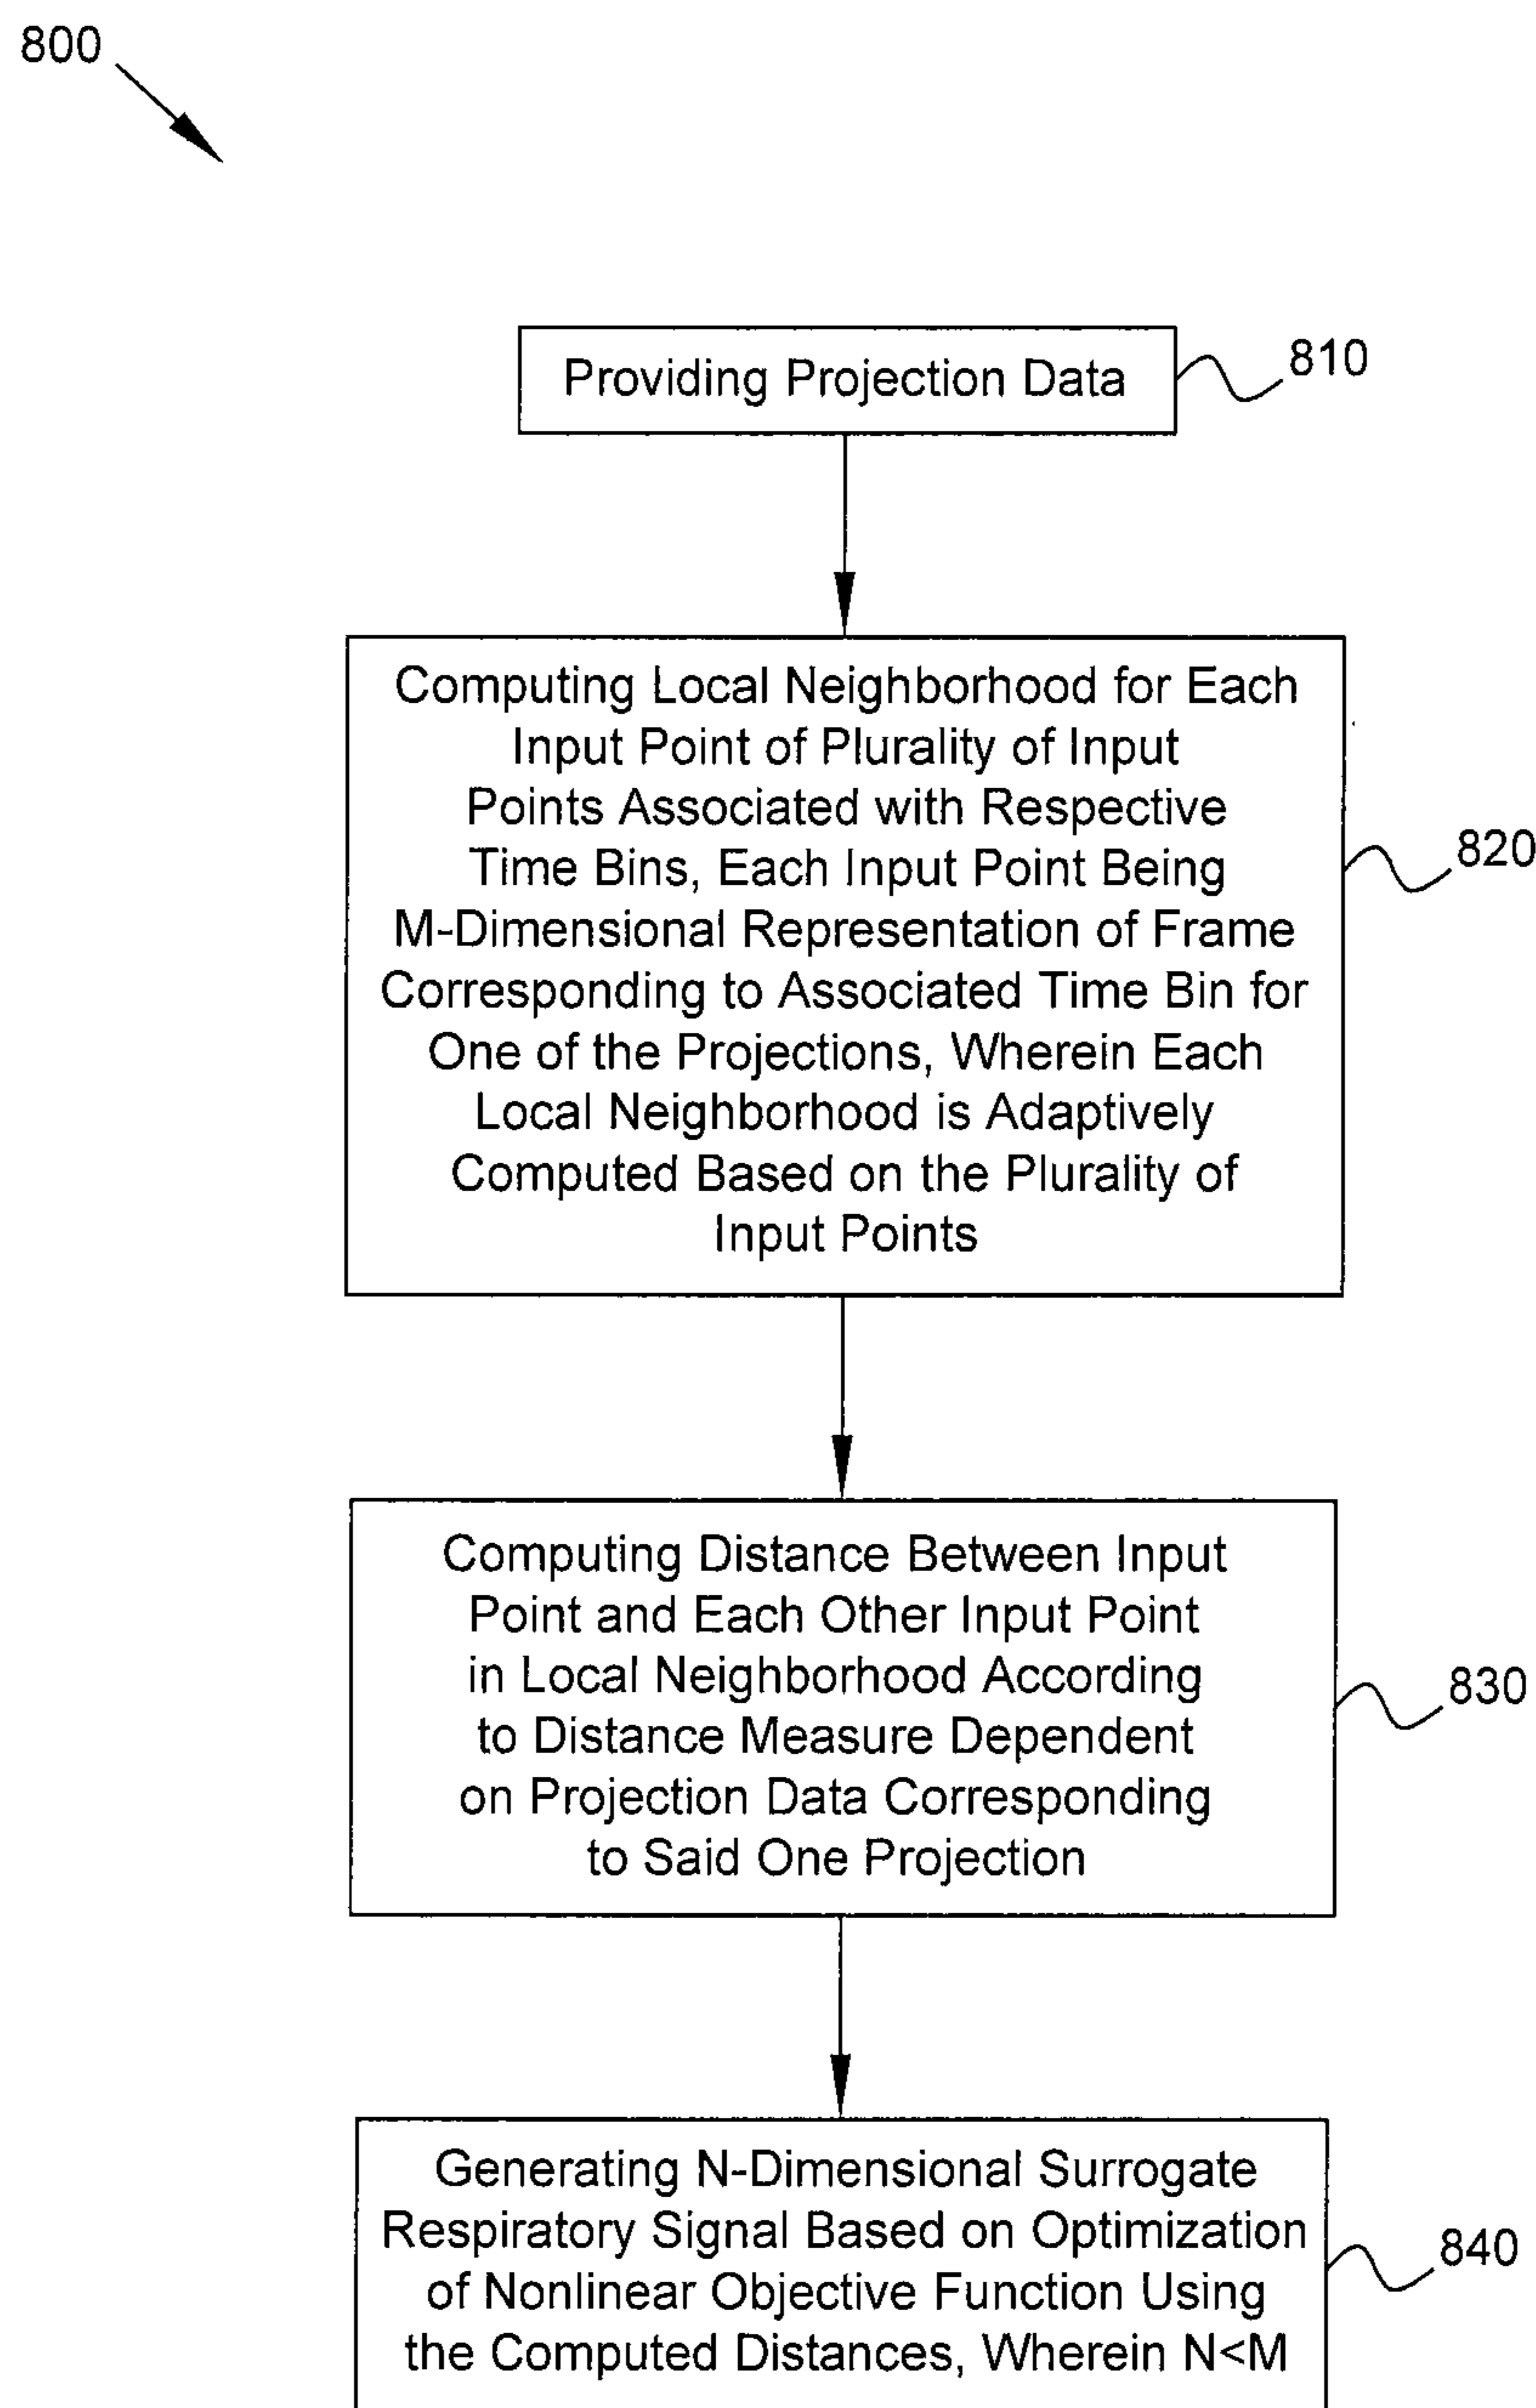 800
Providing Projection Data
810
Computing Local Neighborhood for Each
Input Point of Plurality of Input
Points Associated with Respective
Time Bins, Each Input Point Being
M-Dimensional Representation of Frame
Corresponding to Associated Time Bin for
One of the Projections, Wherein Each
Local Neighborhood is Adaptively
Computed Based on the Plurality of
Input Points
820
Computing Distance Between Input
Point and Each Other Input Point
in Local Neighborhood According
to Distance Measure Dependent
on Projection Data Corresponding
to Said One Projection
830
Generating N-Dimensional Surrogate
Respiratory Signal Based on Optimization
of Nonlinear Objective Function Using
the Computed Distances, Wherein N<M
840